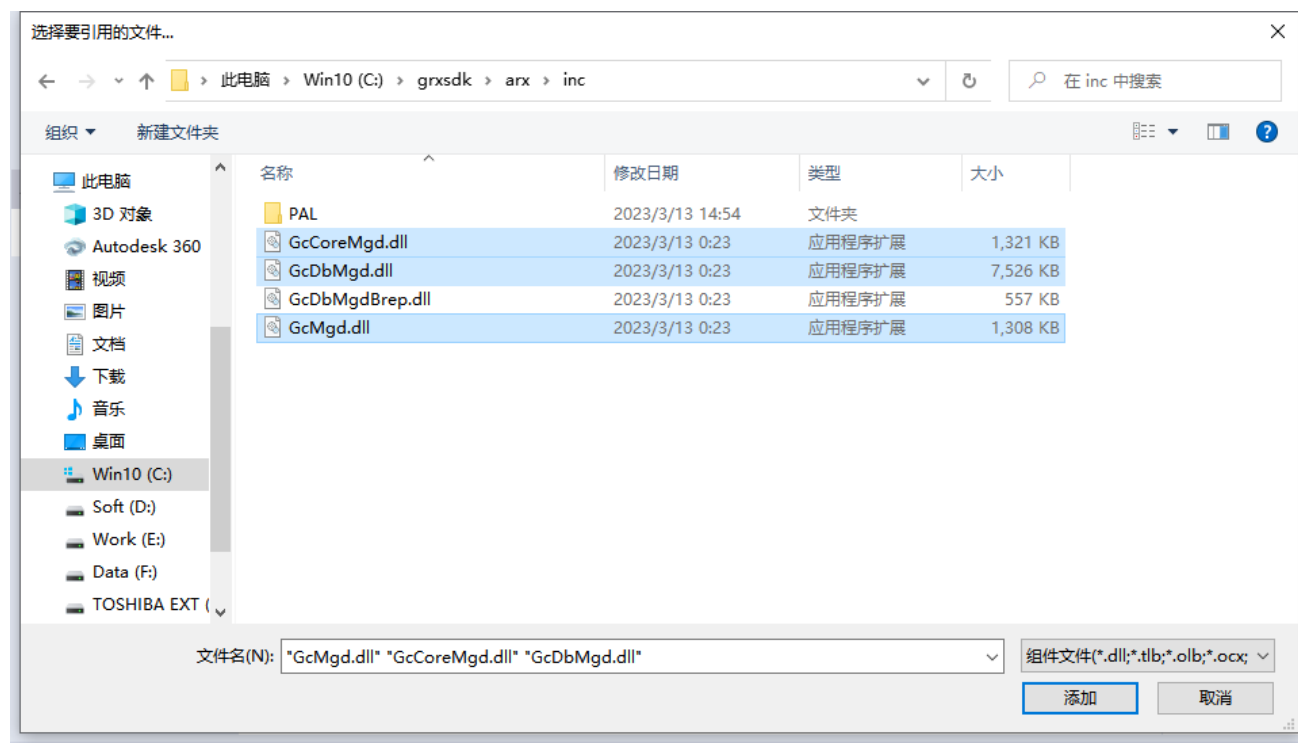 选择要引用的文件...
此电脑 › Win10 (C:) › grxsdk › arx › inc
在 inc 中搜索
组织 新建文件夹
名称 修改日期 类型 大小
PAL 2023/3/13 14:54 文件夹
GcCoreMgd.dll 2023/3/13 0:23 应用程序扩展 1,321 KB
GcDbMgd.dll 2023/3/13 0:23 应用程序扩展 7,526 KB
GcDbMgdBrep.dll 2023/3/13 0:23 应用程序扩展 557 KB
GcMgd.dll 2023/3/13 0:23 应用程序扩展 1,308 KB
此电脑
3D 对象
Autodesk 360
视频
图片
文档
下载
音乐
桌面
Win10 (C:)
Soft (D:)
Work (E:)
Data (F:)
TOSHIBA EXT (
文件名(N): "GcMgd.dll" "GcCoreMgd.dll" "GcDbMgd.dll"
组件文件(*.dll;*.tlb;*.olb;*.ocx;
添加 取消